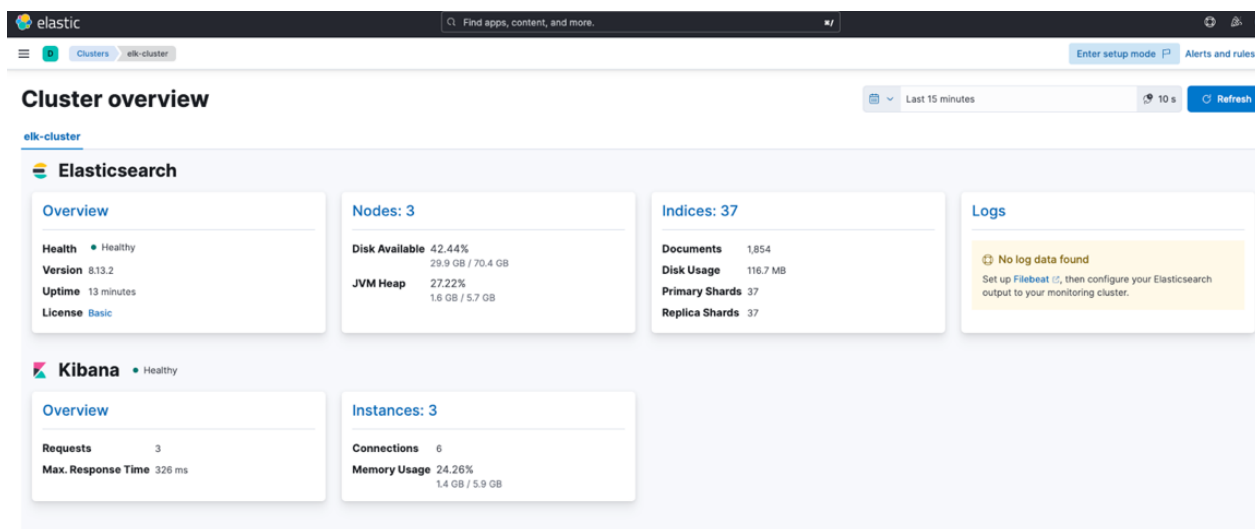 elastic
Find apps, content, and more.
⌘/
D
Clusters
elk-cluster
Enter setup mode
Alerts and rules
Cluster overview
Last 15 minutes
10 s
Refresh
elk-cluster
Elasticsearch
Overview
Health Healthy
Version 8.13.2
Uptime 13 minutes
License Basic
Nodes: 3
Disk Available 42.44%
29.9 GB / 70.4 GB
JVM Heap 27.22%
1.6 GB / 5.7 GB
Indices: 37
Documents 1,854
Disk Usage 116.7 MB
Primary Shards 37
Replica Shards 37
Logs
No log data found
Set up Filebeat, then configure your Elasticsearch
output to your monitoring cluster.
Kibana Healthy
Overview
Requests 3
Max. Response Time 326 ms
Instances: 3
Connections 6
Memory Usage 24.26%
1.4 GB / 5.9 GB